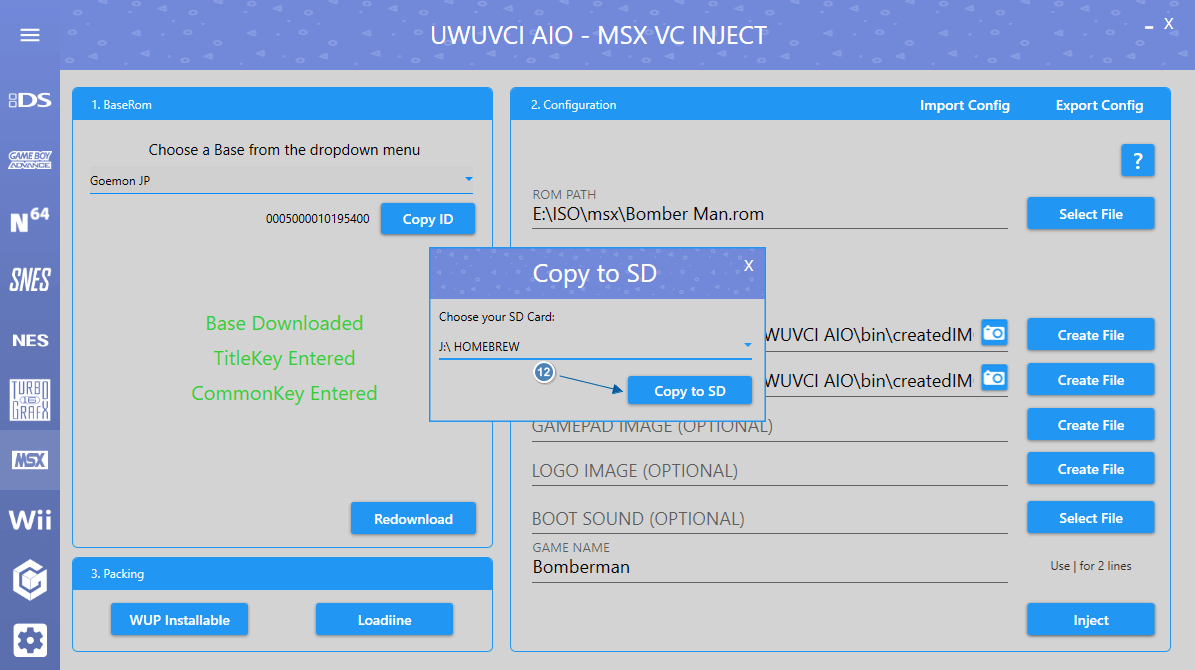 UWUVCI AIO - MSX VC INJECT
X
DS
GAME BOY
ADVANCE
N64
SNES
NES
TURBO
16
GRAFX
MSX
Wii
1. BaseRom
Choose a Base from the dropdown menu
Goemon JP
0005000010195400
Copy ID
Base Downloaded
TitleKey Entered
CommonKey Entered
Redownload
3. Packing
WUP Installable
Loadiine
2. Configuration
Import Config
Export Config
?
ROM PATH
E:\ISO\msx\Bomber Man.rom
Select File
Copy to SD
X
Choose your SD Card:
J:\ HOMEBREW
12
Copy to SD
WUVCI AIO\bin\createdIM
Create File
WUVCI AIO\bin\createdIM
Create File
GAMEPAD IMAGE (OPTIONAL)
Create File
LOGO IMAGE (OPTIONAL)
Create File
BOOT SOUND (OPTIONAL)
Select File
GAME NAME
Bomberman
Use | for 2 lines
Inject